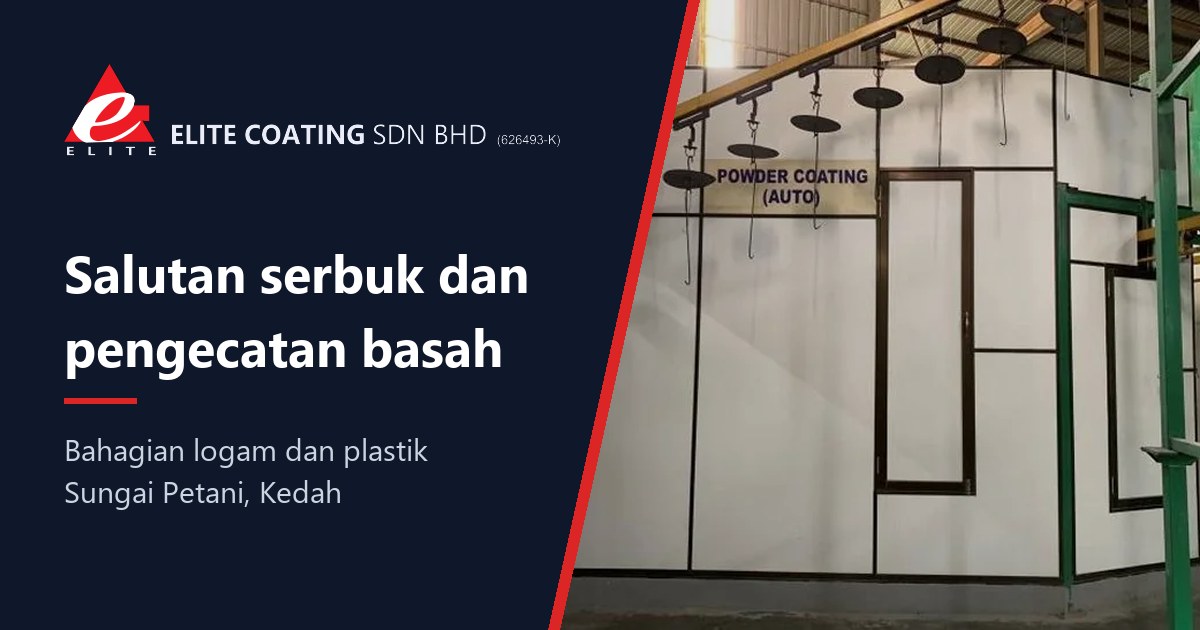 ELITE
ELITE COATING SDN BHD (626493-K)
Salutan serbuk dan
pengecatan basah
Bahagian logam dan plastik
Sungai Petani, Kedah
POWDER COATING
(AUTO)